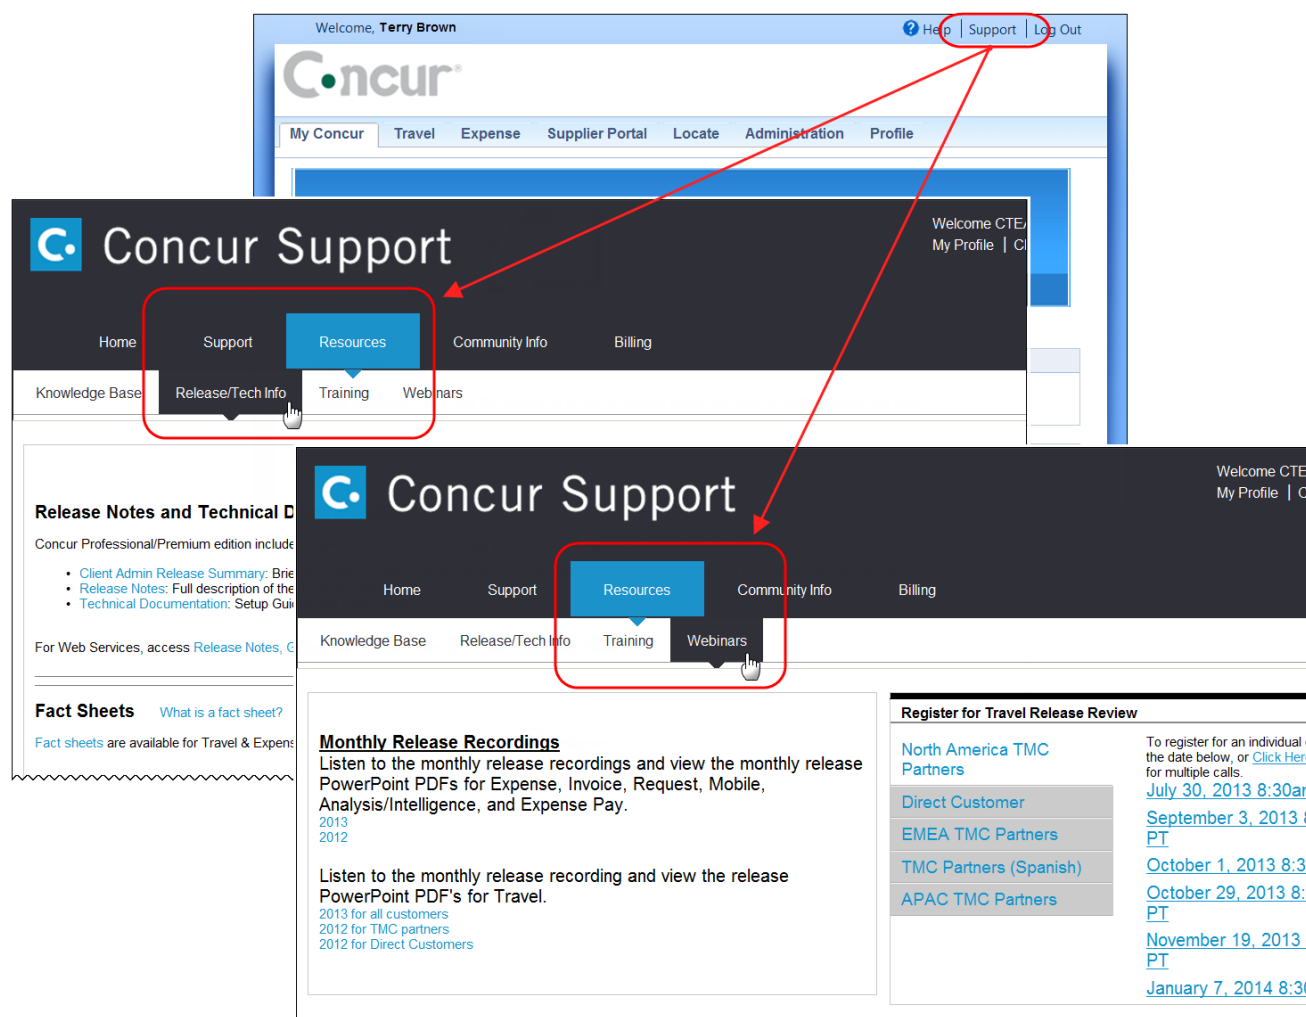 Welcome, Terry Brown
? Help | Support | Log Out
Concur®
My Concur Travel Expense Supplier Portal Locate Administration Profile
C. Concur Support
Welcome CTE
My Profile | Cl
Home Support Resources Community Info Billing
Knowledge Base Release/Tech Info Training Webinars
Release Notes and Technical D
Concur Professional/Premium edition include
• Client Admin Release Summary: Brie
• Release Notes: Full description of the
• Technical Documentation: Setup Gui
For Web Services, access Release Notes, G
Fact Sheets What is a fact sheet?
Fact sheets are available for Travel & Expens
C. Concur Support
Welcome CTE
My Profile | C
Home Support Resources Community Info Billing
Knowledge Base Release/Tech Info Training Webinars
Monthly Release Recordings
Listen to the monthly release recordings and view the monthly release
PowerPoint PDFs for Expense, Invoice, Request, Mobile,
Analysis/Intelligence, and Expense Pay.
2013
2012
Listen to the monthly release recording and view the release
PowerPoint PDF's for Travel.
2013 for all customers
2012 for TMC partners
2012 for Direct Customers
Register for Travel Release Review
North America TMC
Partners
Direct Customer
EMEA TMC Partners
TMC Partners (Spanish)
APAC TMC Partners
To register for an individual
the date below, or Click Here
for multiple calls.
July 30, 2013 8:30am
September 3, 2013 8
PT
October 1, 2013 8:3
October 29, 2013 8:
PT
November 19, 2013
PT
January 7, 2014 8:30